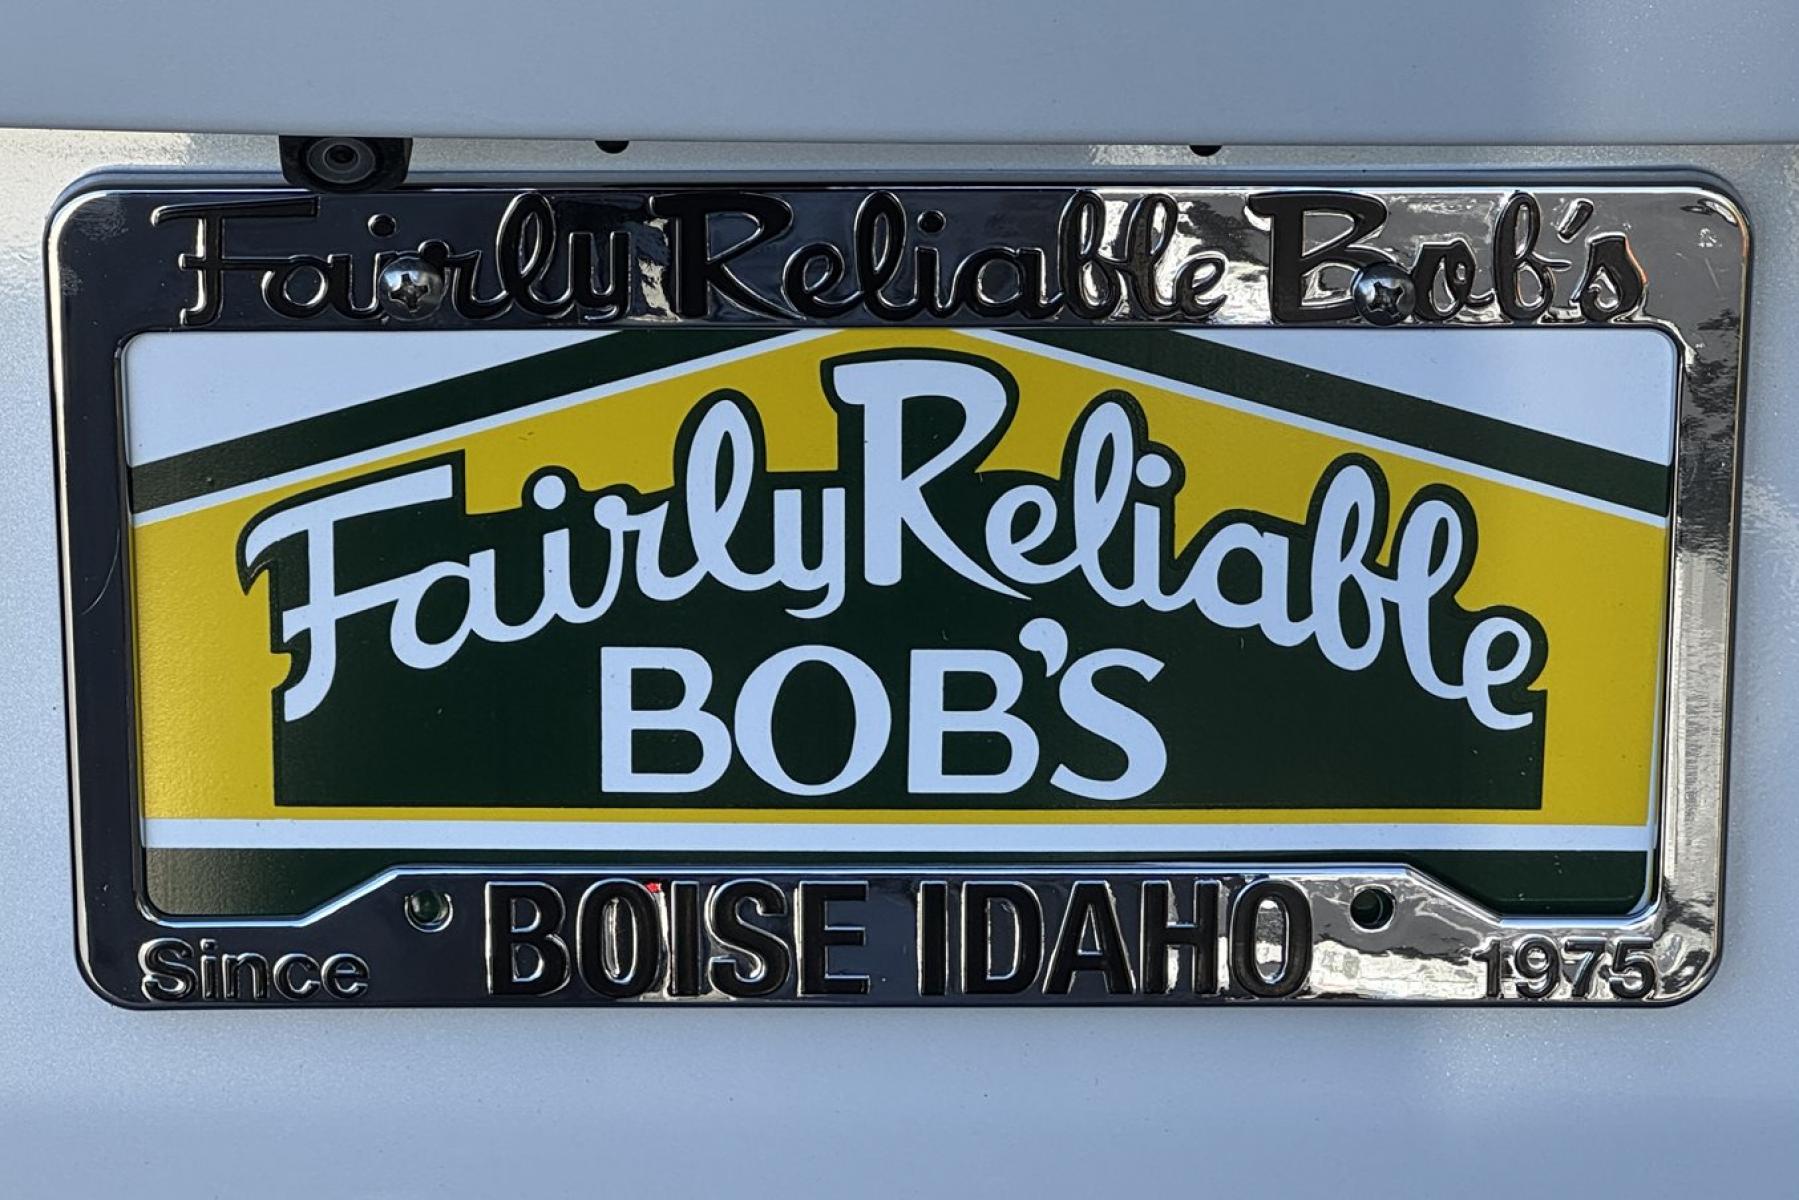 Fairly Reliable Bob's
Fairly Reliable
BOB'S
BOISE IDAHO
Since 1975